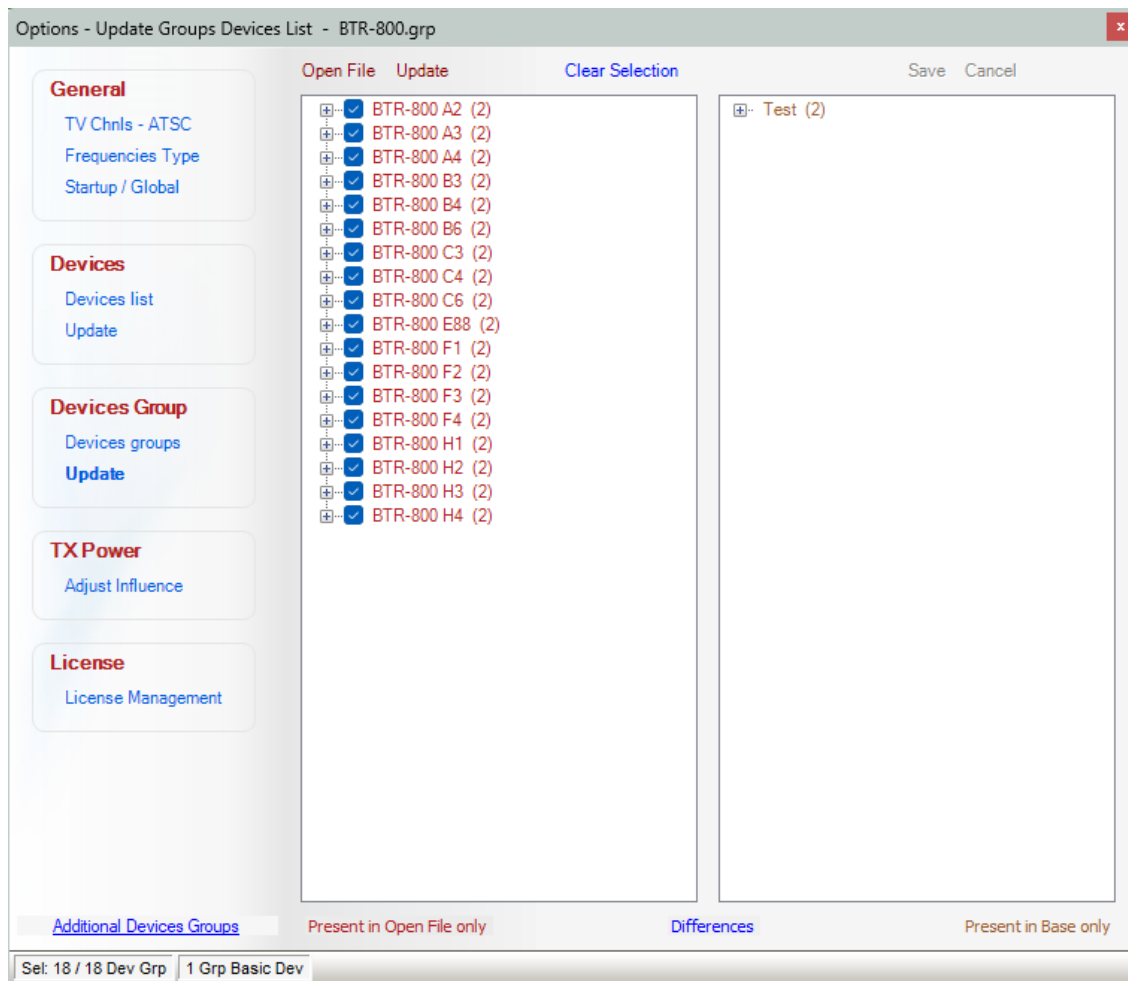 Options - Update Groups Devices List - BTR-800.grp
x
General
TV Chnls - ATSC
Frequencies Type
Startup / Global
Devices
Devices list
Update
Devices Group
Devices groups
Update
TX Power
Adjust Influence
License
License Management
Additional Devices Groups
Open File Update Clear Selection Save Cancel
BTR-800 A2 (2)
BTR-800 A3 (2)
BTR-800 A4 (2)
BTR-800 B3 (2)
BTR-800 B4 (2)
BTR-800 B6 (2)
BTR-800 C3 (2)
BTR-800 C4 (2)
BTR-800 C6 (2)
BTR-800 E88 (2)
BTR-800 F1 (2)
BTR-800 F2 (2)
BTR-800 F3 (2)
BTR-800 F4 (2)
BTR-800 H1 (2)
BTR-800 H2 (2)
BTR-800 H3 (2)
BTR-800 H4 (2)
Test (2)
Present in Open File only Differences Present in Base only
Sel: 18 / 18 Dev Grp 1 Grp Basic Dev